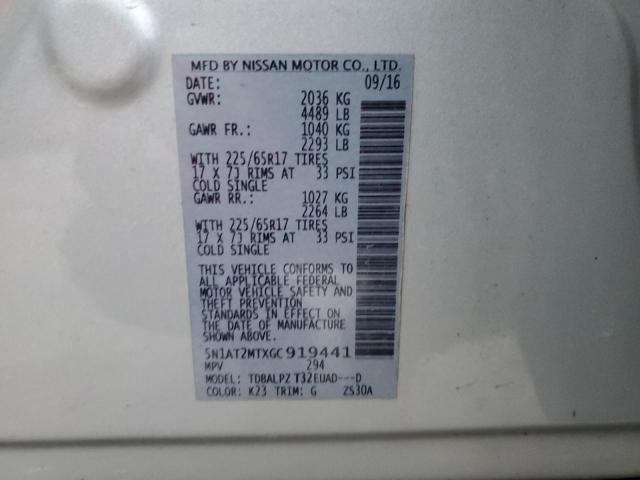 MFD BY NISSAN MOTOR CO., LTD.
DATE: 09/16
GVWR: 2036 KG
4489 LB
GAWR FR.: 1040 KG
2293 LB
WITH 225/65R17 TIRES
17 X 7J RIMS AT 33 PSI
COLD SINGLE
GAWR RR.: 1027 KG
2264 LB
WITH 225/65R17 TIRES
17 X 7J RIMS AT 33 PSI
COLD SINGLE
THIS VEHICLE CONFORMS TO
ALL APPLICABLE FEDERAL
MOTOR VEHICLE SAFETY AND
THEFT PREVENTION
STANDARDS IN EFFECT ON
THE DATE OF MANUFACTURE
SHOWN ABOVE.
5N1AT2MTXGC919441
MPV 294
MODEL: TDBALPZ T32EUAD---D
COLOR: K23 TRIM: G ZS30A